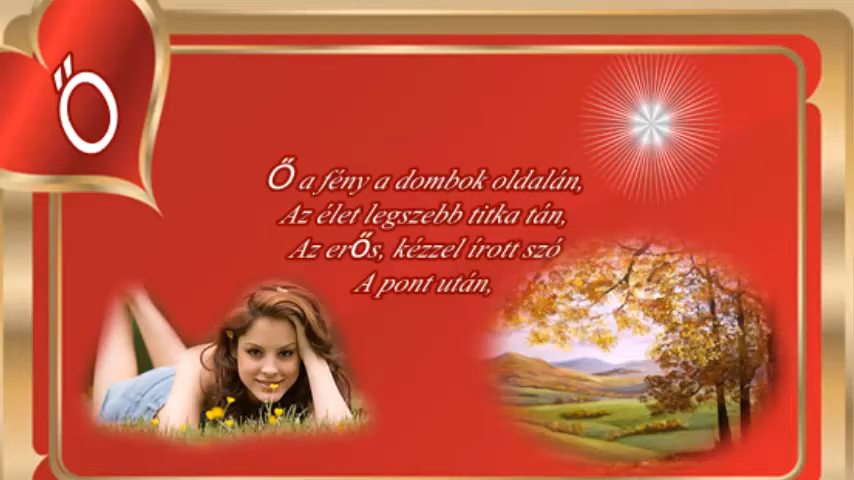 Ő
Ő a fény a dombok oldalán,
Az élet legszebb titka tán,
Az erős, kézzel írott szó
A pont után,